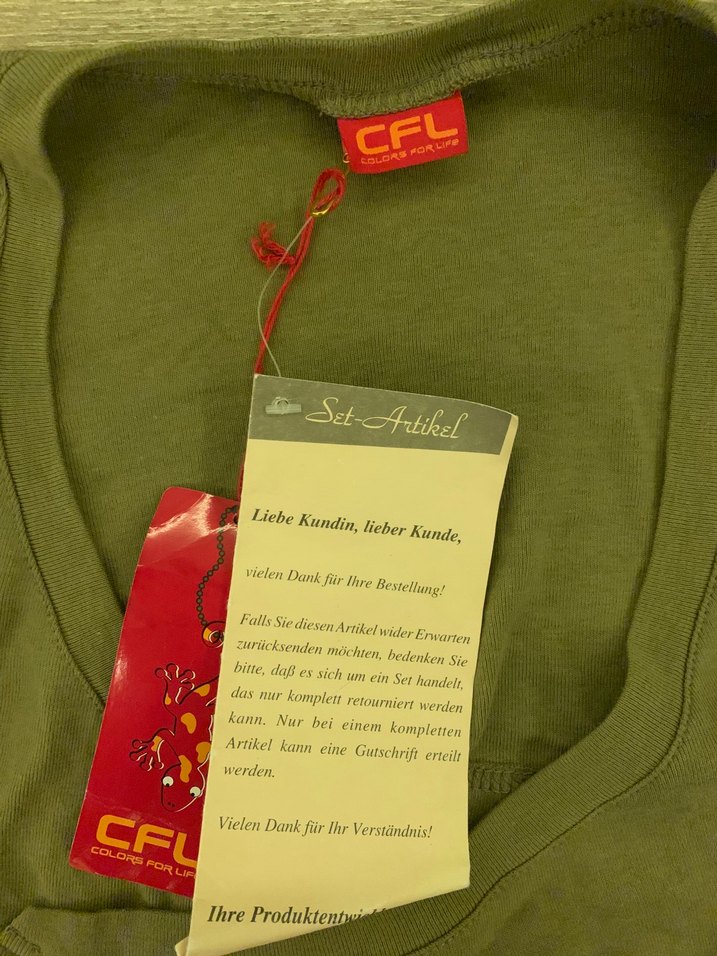 CFL
COLORS FOR LIFE
Set-Artikel
Liebe Kundin, lieber Kunde,
vielen Dank für Ihre Bestellung!
Falls Sie diesen Artikel wider Erwarten
zurücksenden möchten, bedenken Sie
bitte, daß es sich um ein Set handelt,
das nur komplett retourniert werden
kann. Nur bei einem kompletten
Artikel kann eine Gutschrift erteilt
werden.
Vielen Dank für Ihr Verständnis!
Ihre
CFL
COLORS FOR LIF